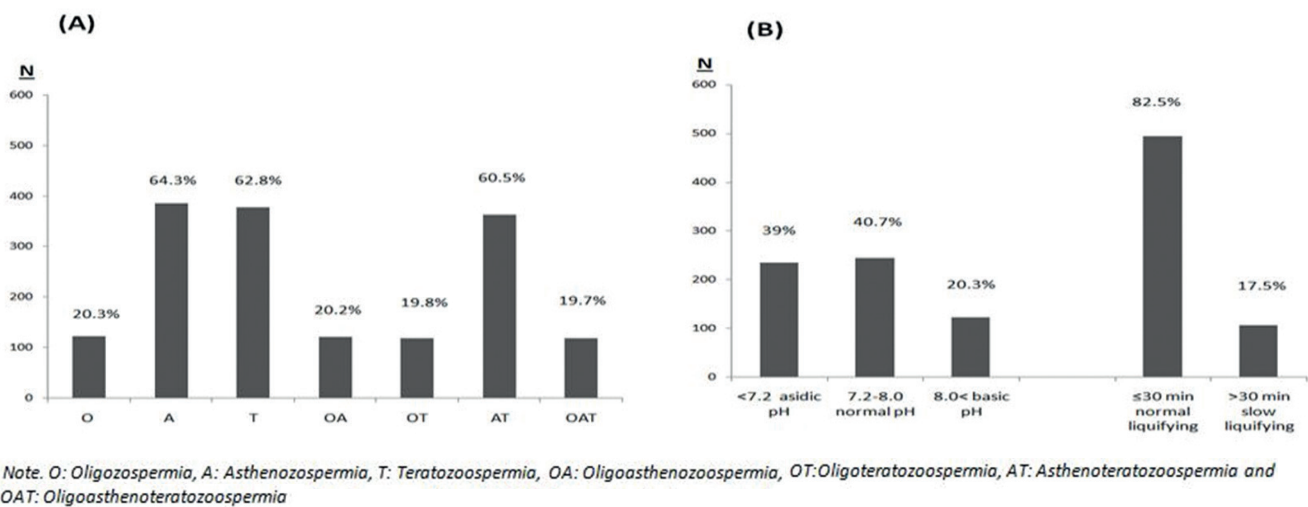 (A)
N
600
500
400
300
200
100
0
20.3%
64.3%
62.8%
20.2%
19.8%
60.5%
19.7%
O A T OA OT AT OAT
(B)
N
600
500
400
300
200
100
0
39%
40.7%
20.3%
82.5%
17.5%
<7.2 asidic
pH
7.2-8.0
normal pH
8.0< basic
pH
≤30 min
normal
liquifying
>30 min
slow
liquifying
Note. O: Oligozospermia, A: Asthenozospermia, T: Teratozoospermia, OA: Oligoasthenozoospermia, OT:Oligoteratozoospermia, AT: Asthenoteratozoospermia and
OAT: Oligoasthenoteratozoospermia